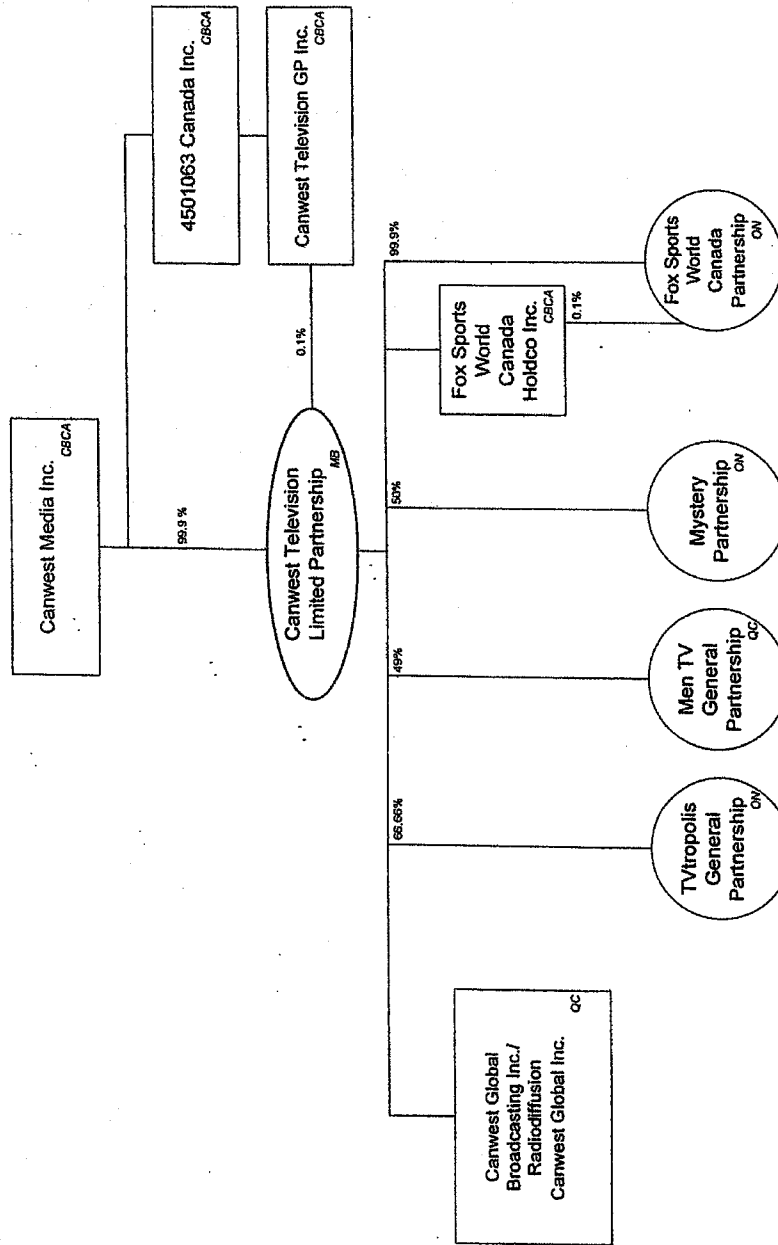 Canwest Media Inc.
CBCA
4501063 Canada Inc.
CBCA
99.9 %
Canwest Television GP Inc.
CBCA
0.1%
Canwest Television
Limited Partnership
MB
66.66%
49%
50%
99.9%
Canwest Global
Broadcasting Inc./
Radiodiffusion
Canwest Global Inc.
QC
TVtropolis
General
Partnership
ON
Men TV
General
Partnership
QC
Mystery
Partnership
ON
Fox Sports
World
Canada
Holdco Inc.
CBCA
0.1%
Fox Sports
World
Canada
Partnership
ON